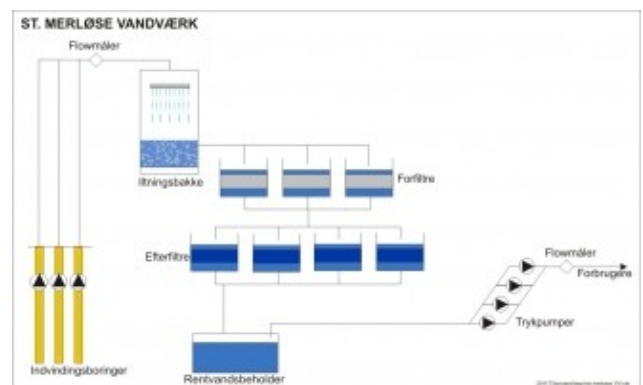 ST. MERLØSE VANDVÆRK
Flowmåler
Iltningsbakke
Forfiltre
Efterfiltre
Flowmåler
Forbrugere
Trykpumper
Indvindingsboringer
Rentvandsbeholder